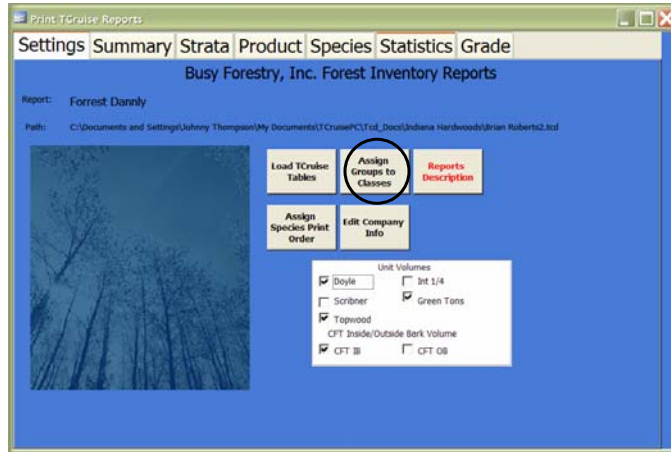 Print TCruise Reports
Settings Summary Strata Product Species Statistics Grade
Busy Forestry, Inc. Forest Inventory Reports
Report: Forrest Dannly
Path: C:\Documents and Settings\Johnny Thompson\My Documents\TCruisePC\Tcd_Docs\Indiana Hardwoods\Brian Roberts2.tcd
Load TCruise
Tables
Assign
Groups to
Classes
Reports
Description
Assign
Species Print
Order
Edit Company
Info
Unit Volumes
Doyle Int 1/4
Scribner Green Tons
Topwood
CFT Inside/Outside Bark Volume
CFT IB CFT OB